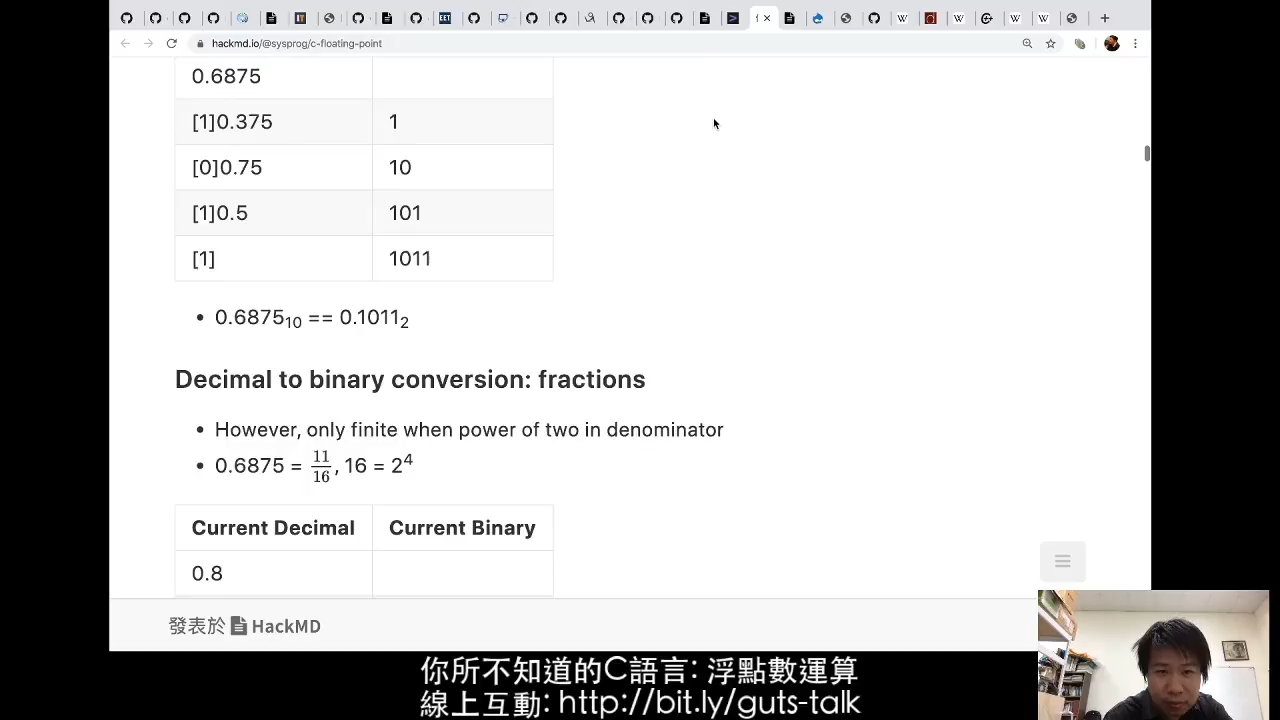 hackmd.io/@sysprog/c-floating-point
0.6875
[1]0.375 1
[0]0.75 10
[1]0.5 101
[1] 1011
• 0.6875₁₀ == 0.1011₂
Decimal to binary conversion: fractions
• However, only finite when power of two in denominator
• 0.6875 = 11/16, 16 = 2⁴
Current Decimal Current Binary
0.8
發表於 HackMD
你所不知道的C語言: 浮點數運算
線上互動: http://bit.ly/guts-talk